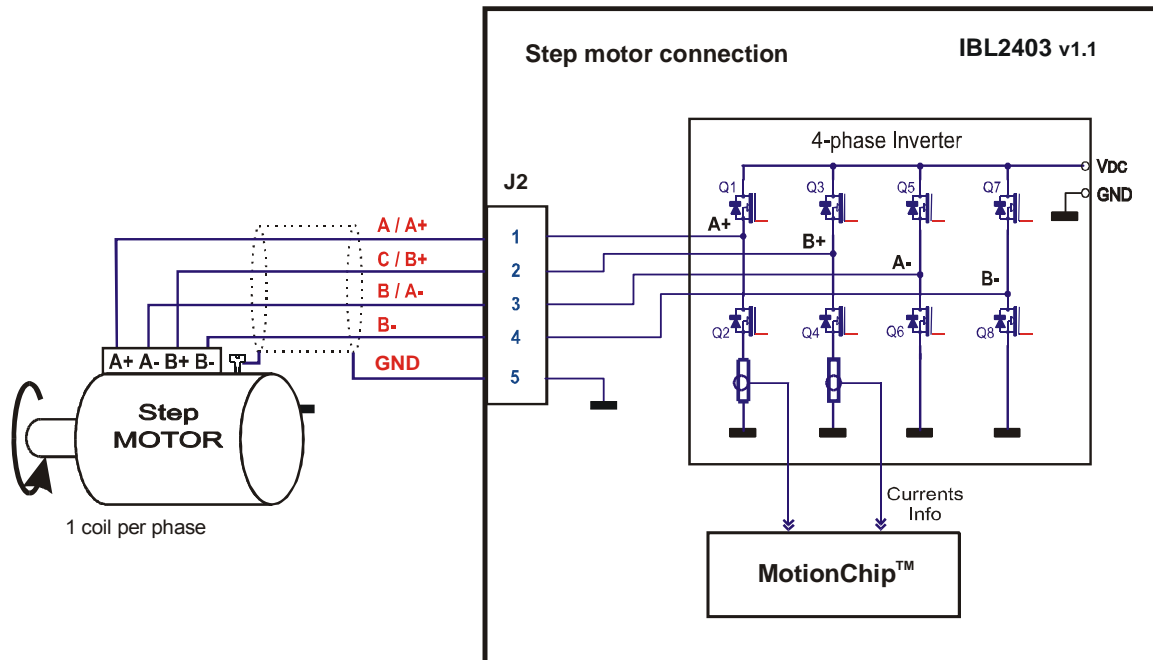 Step motor connection
IBL2403 v1.1
4-phase Inverter
VDC
GND
J2
Q1
Q3
Q5
Q7
A / A+
1
A+
C / B+
2
B+
B / A-
3
A-
B-
4
B-
Q2
Q4
Q6
Q8
GND
5
A+ A- B+ B-
Step
MOTOR
1 coil per phase
Currents
Info
MotionChip™